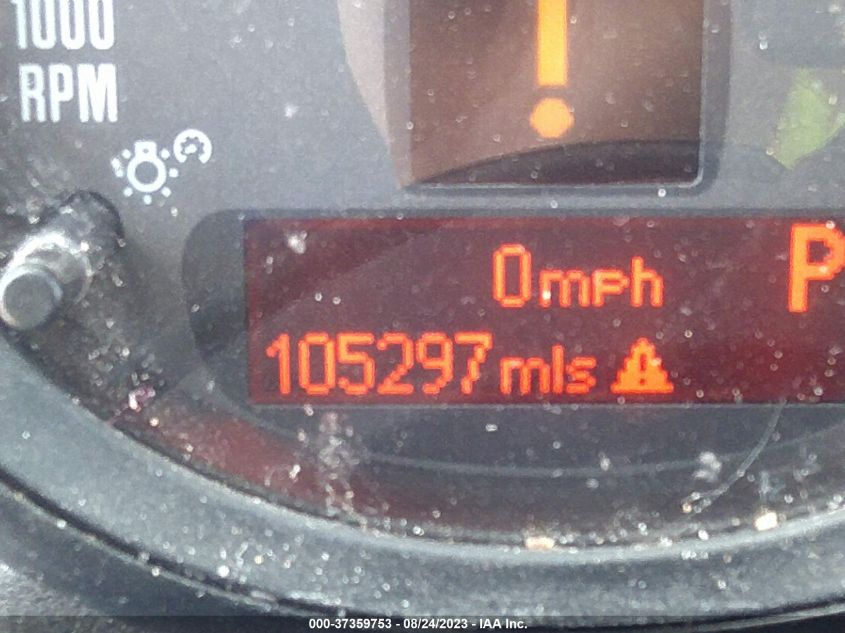 1000
RPM
0mph
P
105297 mls
000-37359753 - 08/24/2023 - IAA Inc.